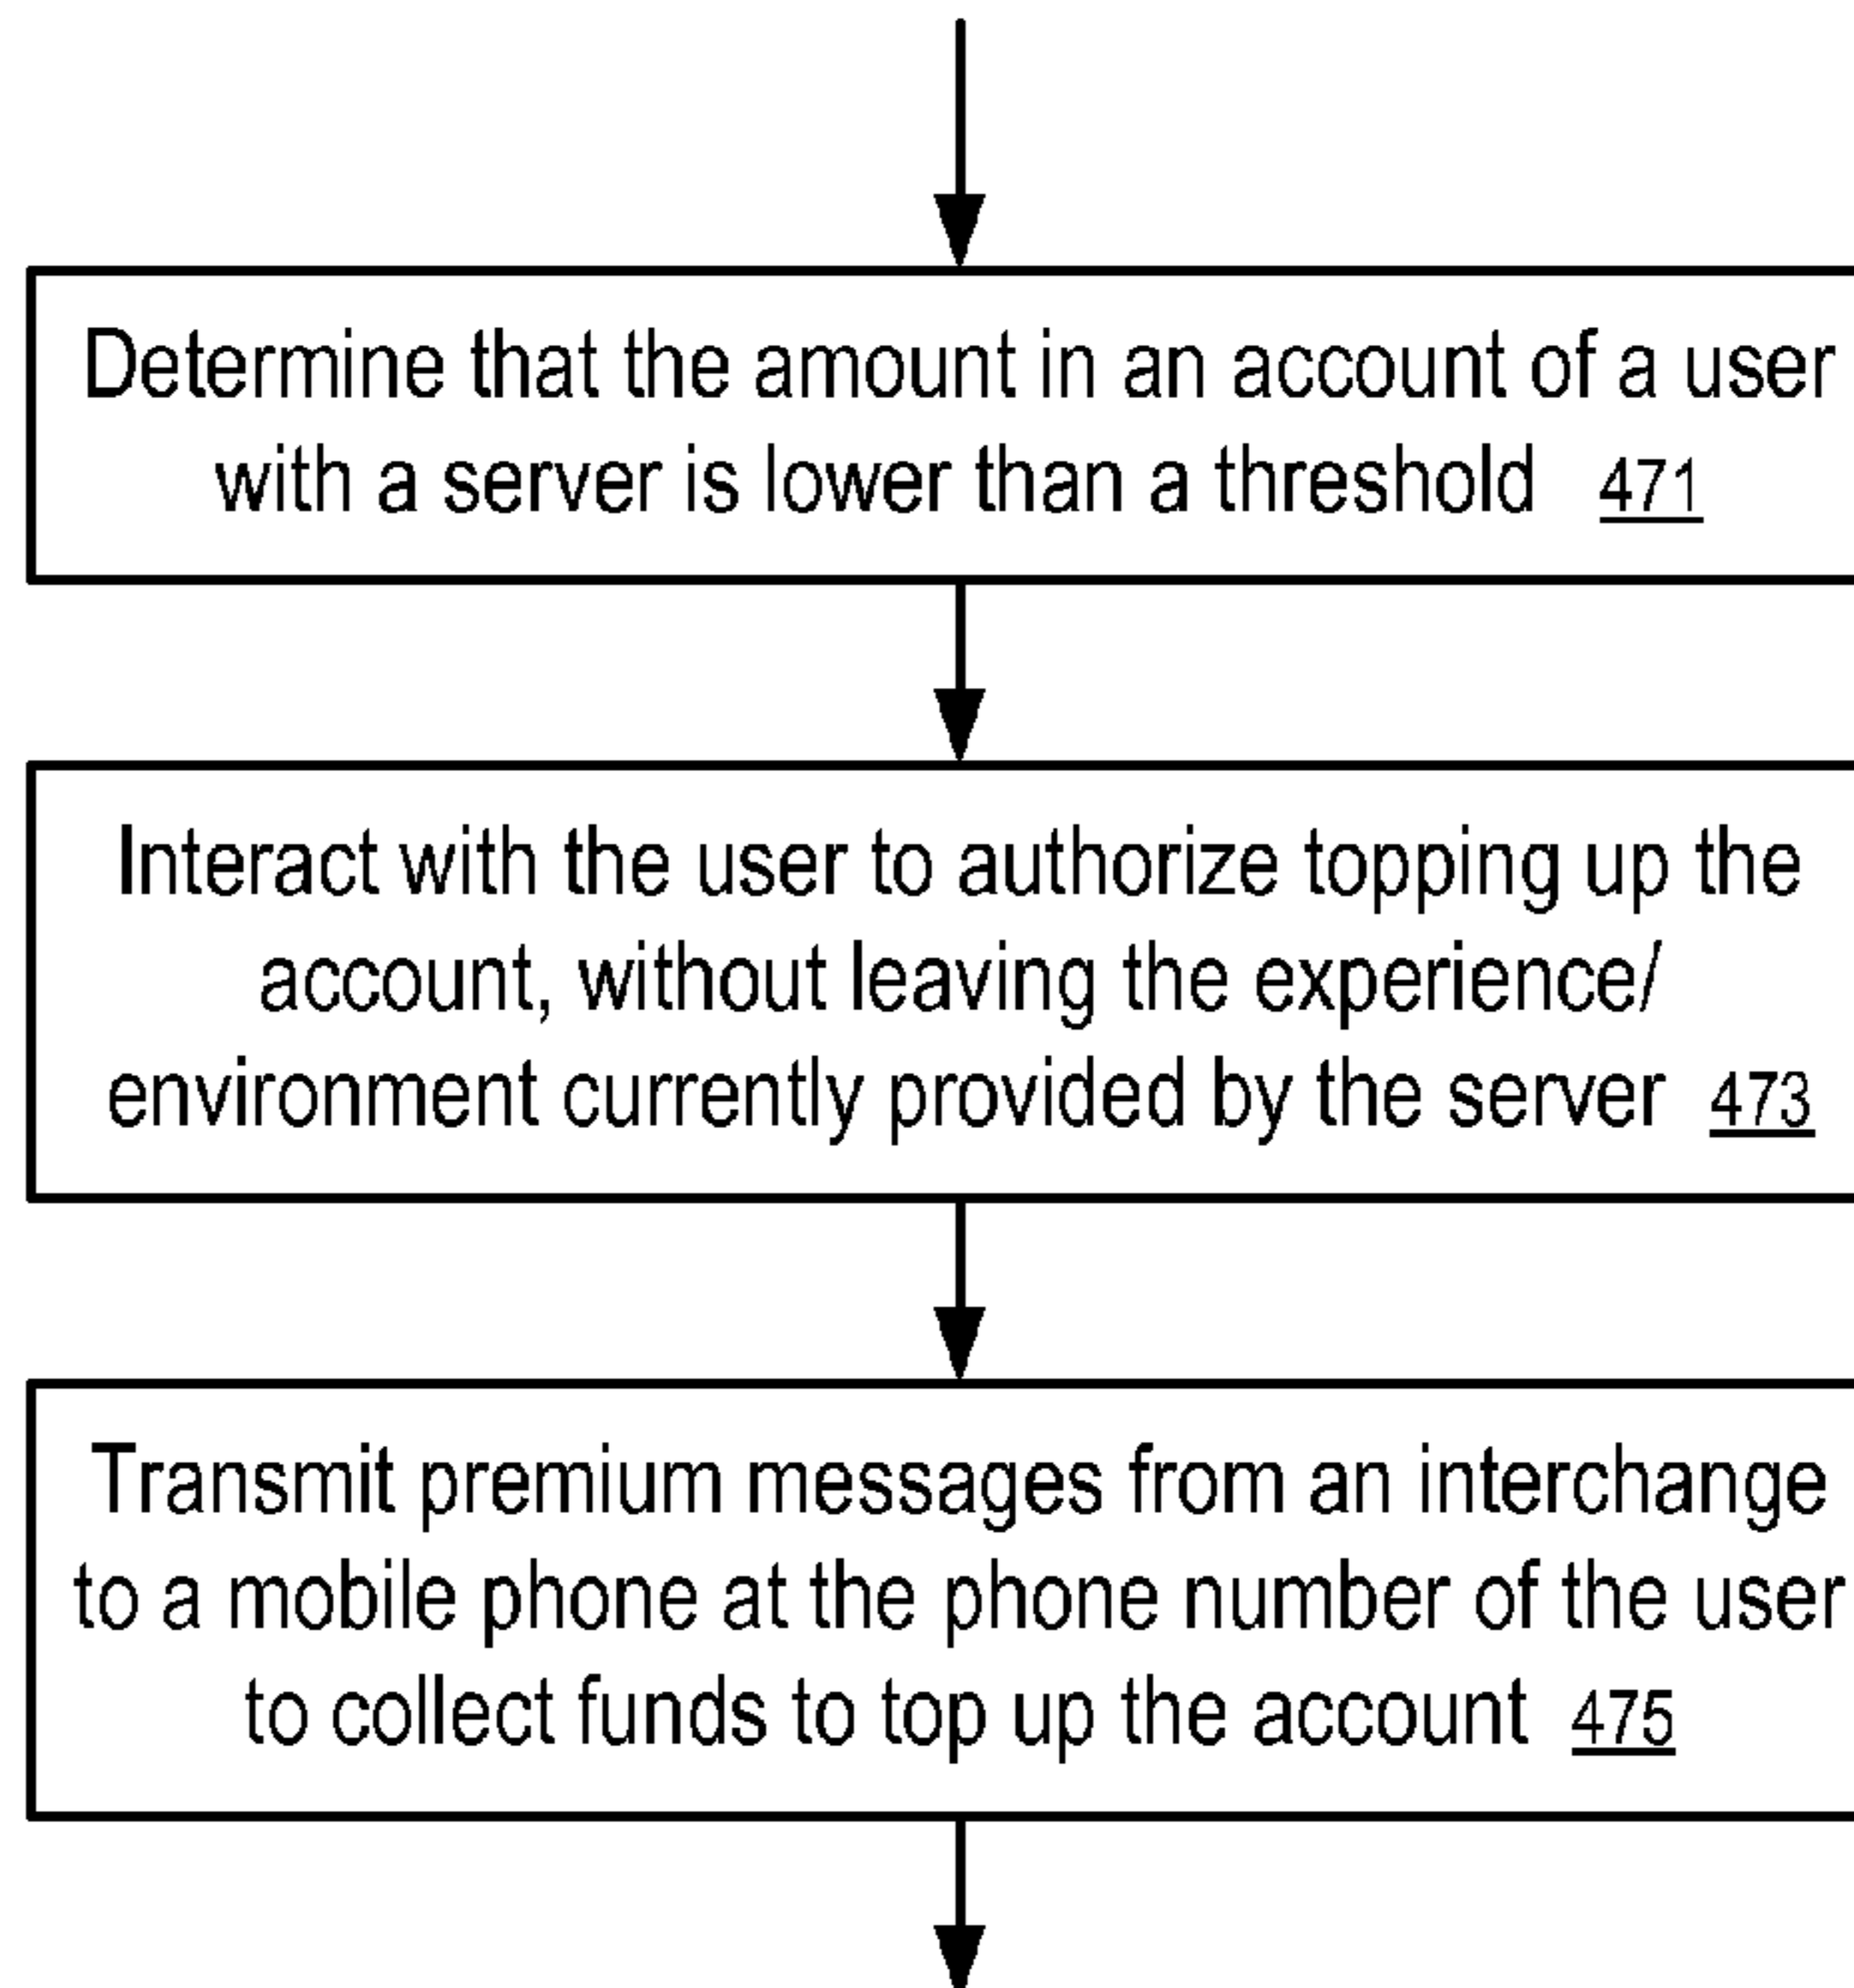 Determine that the amount in an account of a user
with a server is lower than a threshold 471
Interact with the user to authorize topping up the
account, without leaving the experience/
environment currently provided by the server 473
Transmit premium messages from an interchange
to a mobile phone at the phone number of the user
to collect funds to top up the account 475